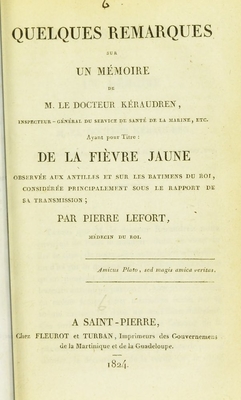 6
QUELQUES REMARQUES
SUR
UN MÉMOIRE
DE
M. LE DOCTEUR KÉRAUDREN,
INSPECTEUR-GÉNÉRAL DU SERVICE DE SANTÉ DE LA MARINE, ETC.
Ayant pour Titre:
DE LA FIÈVRE JAUNE
OBSERVÉE AUX ANTILLES ET SUR LES BATIMENS DU ROI,
CONSIDÉRÉE PRINCIPALEMENT SOUS LE RAPPORT DE
SA TRANSMISSION;
PAR PIERRE LEFORT,
MÉDECIN DU ROI.
Amicus Plato, sed magis amica veritas.
A SAINT-PIERRE,
Chez FLEUROT et TURBAN, Imprimeurs des Gouvernemens
de la Martinique et de la Guadeloupe.
1824.